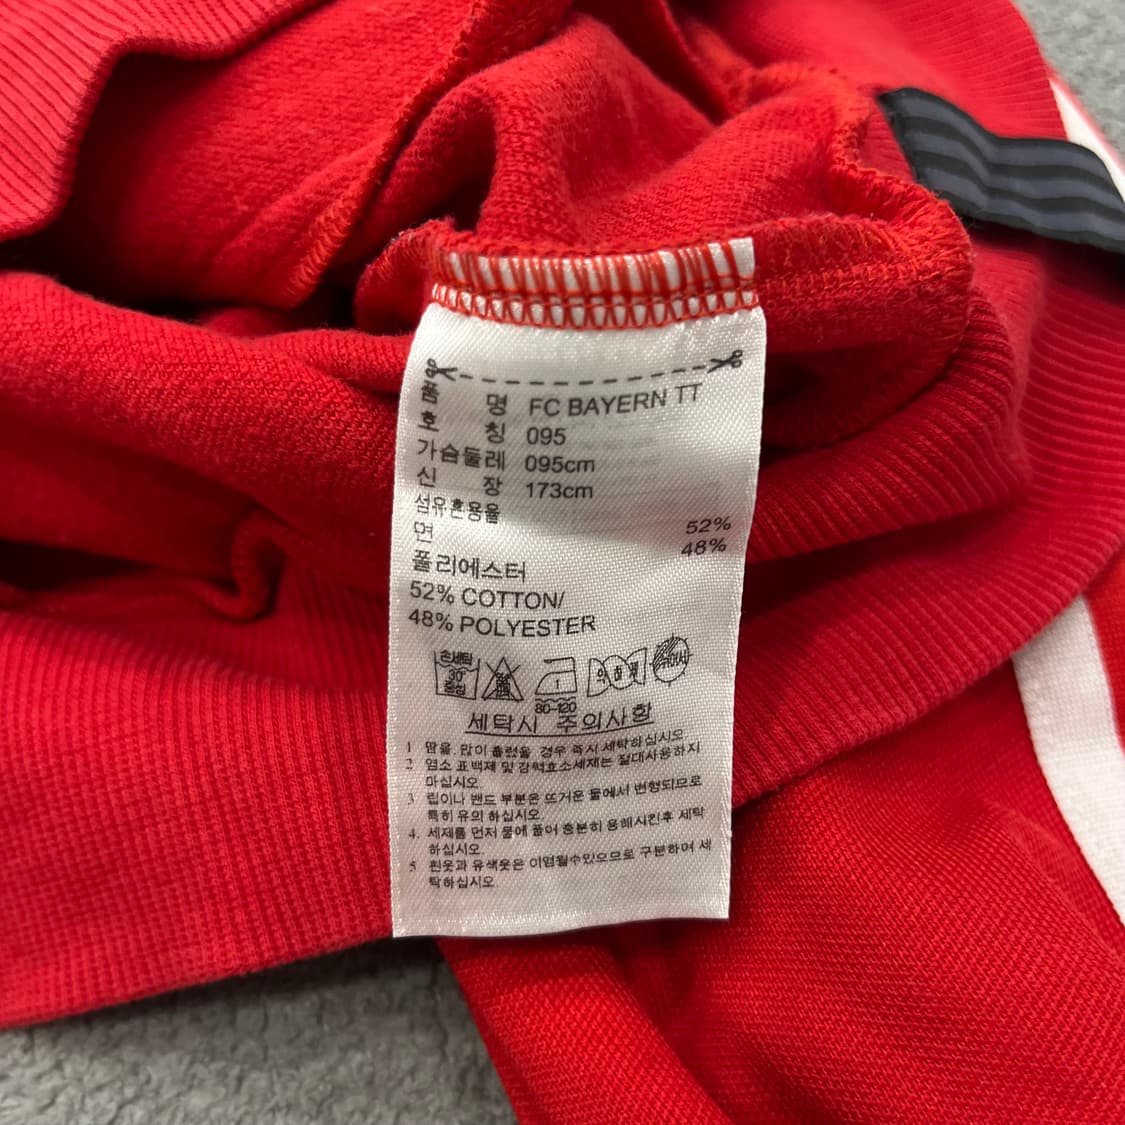 품 명 FC BAYERN TT
호 칭 095
가슴둘레 095cm
신 장 173cm
섬유혼용율
면 52%
폴리에스터 48%
52% COTTON/
48% POLYESTER
손세탁
30
중성
80-120
세탁시 주의사항
1 땀을 많이 흘렸을 경우 즉시 세탁하십시오
2 염소 표백제 및 강력효소세제는 절대사용하지
마십시오.
3 립이나 밴드 부분은 뜨거운 물에서 변형되므로
특히 유의 하십시오.
4. 세제를 먼저 물에 풀어 충분히 용해시킨후 세탁
하십시오.
5 흰옷과 유색옷은 이염될수있으므로 구분하여 세
탁하십시오.